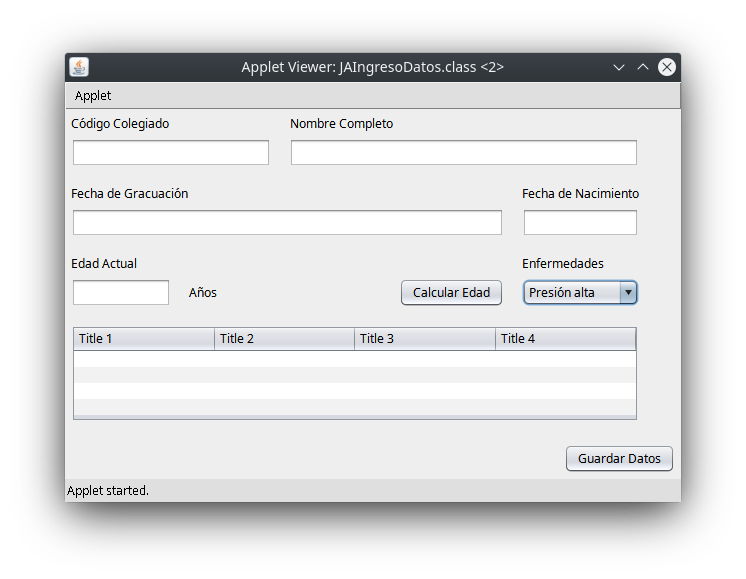 Applet Viewer: JAIngresoDatos.class <2>
Applet
Código Colegiado Nombre Completo
Fecha de Gracuación Fecha de Nacimiento
Edad Actual Enfermedades
Años Calcular Edad Presión alta
Title 1 Title 2 Title 3 Title 4
Guardar Datos
Applet started.